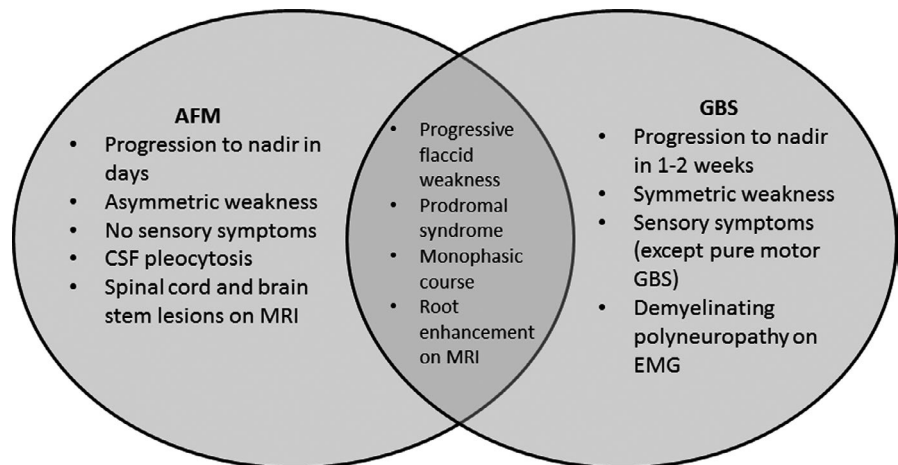 AFM
• Progression to nadir in
days
• Asymmetric weakness
• No sensory symptoms
• CSF pleocytosis
• Spinal cord and brain
stem lesions on MRI
• Progressive
flaccid
weakness
• Prodromal
syndrome
• Monophasic
course
• Root
enhancement
on MRI
GBS
• Progression to nadir
in 1-2 weeks
• Symmetric weakness
• Sensory symptoms
(except pure motor
GBS)
• Demyelinating
polyneuropathy on
EMG